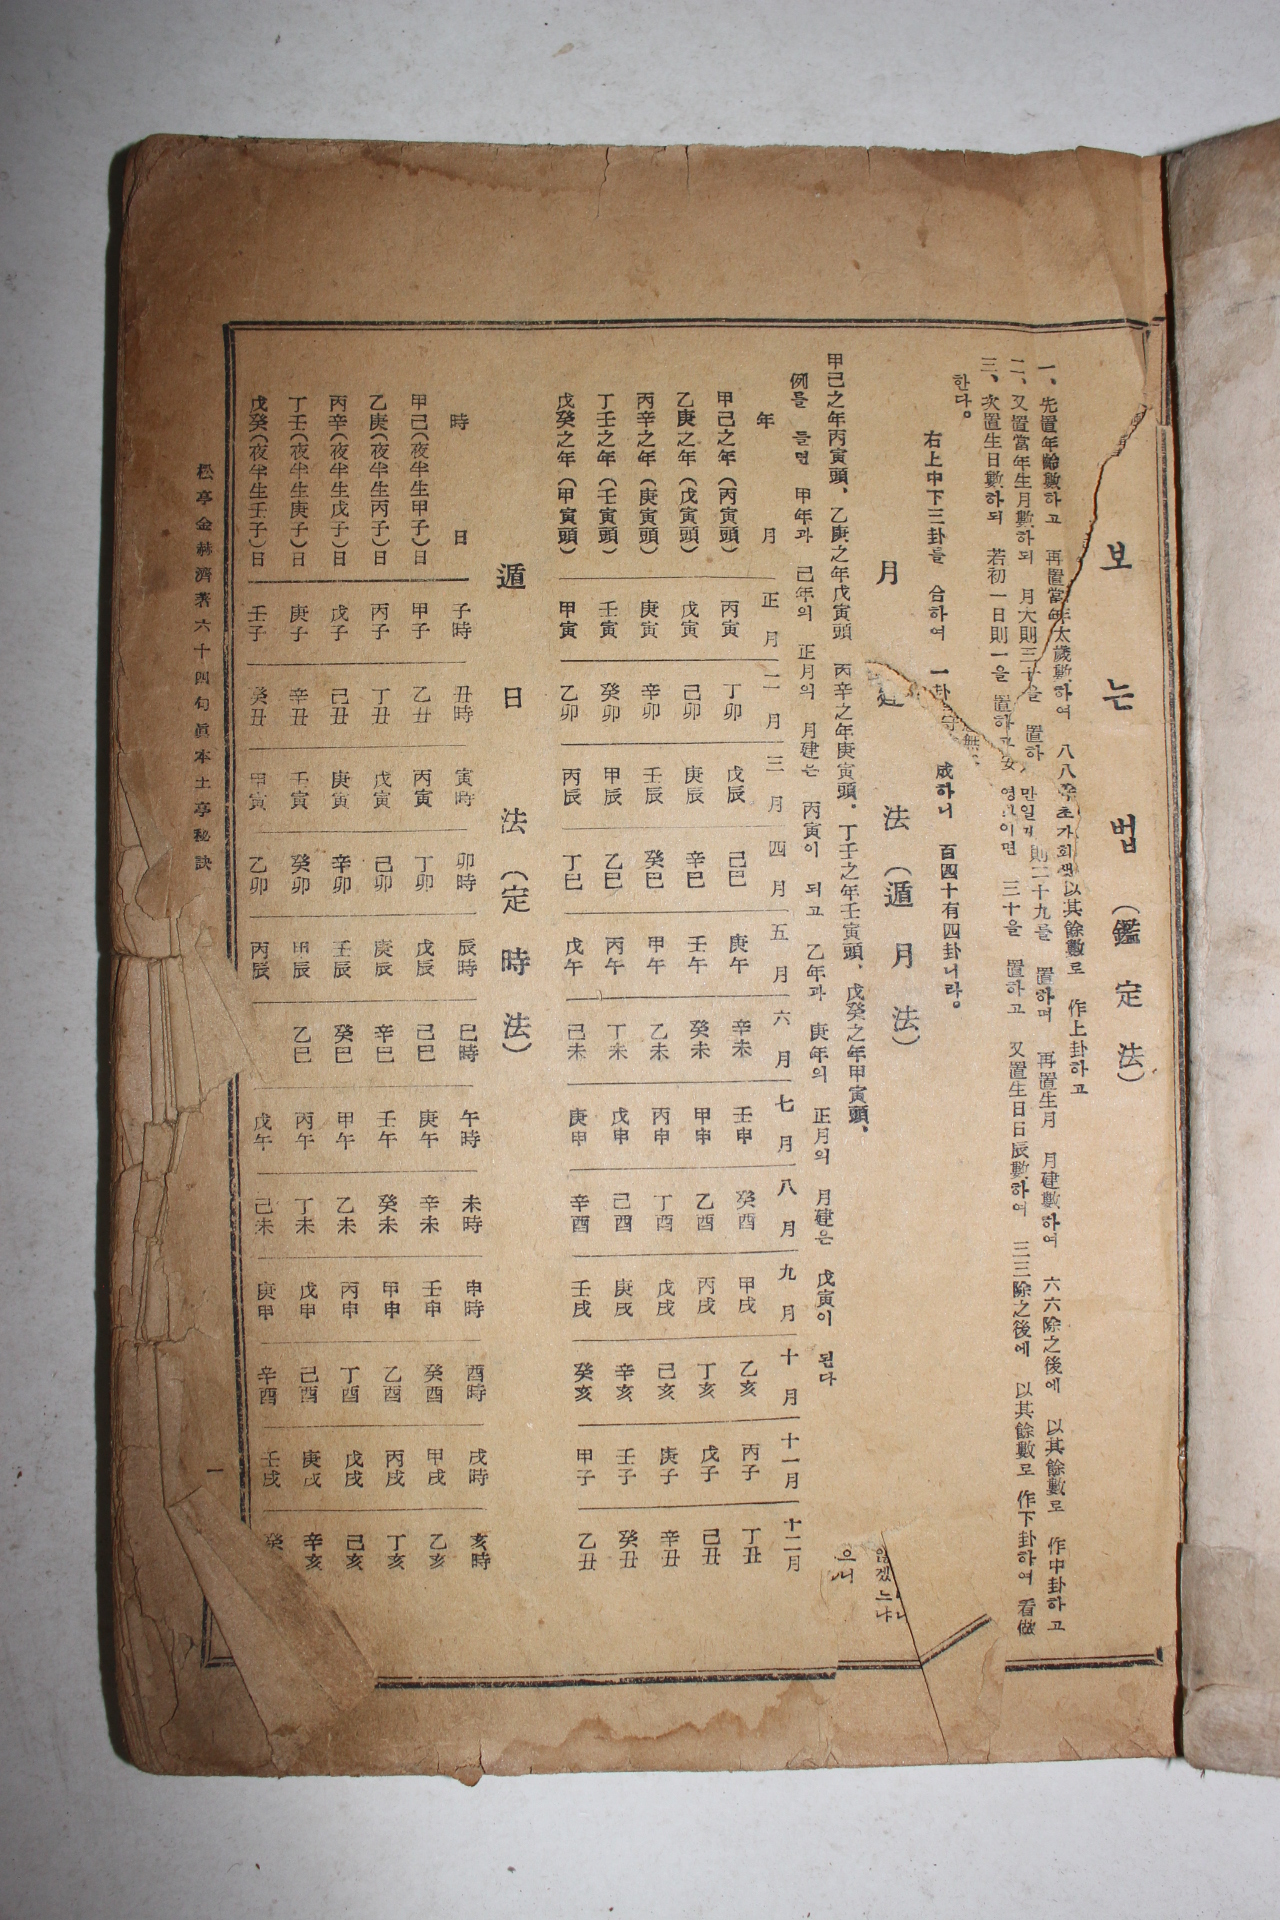 보는법(鑑定法)
一、先置年齡數하고 再置當年太歲數하여 八八除 以其餘數로 作上卦하고
二、又置當年生月數하되 月大則三十을 置하 則二十九를 置하며 再置生月 月建數하여 六六除之後에 以其餘數로 作中卦하고
三、次置生日數하되 若初一日則一을 置하고 이면 三十을 置하고 又置生日日辰數하여 三三除之後에 以其餘數로 作下卦하여 看做
한다。
右上中下三卦를 合하여 一卦 成하니 百四十有四卦니라。
月建法(遁月法)
甲己之年丙寅頭、乙庚之年戊寅頭 丙辛之年庚寅頭、丁壬之年壬寅頭、戊癸之年甲寅頭、
例를 들면 甲年과 己年의 正月의 月建은 丙寅이 되고 乙年과 庚年의 正月의 月建은 戊寅이 된다
않겠느냐
으니
年 月 正月 二月 三月 四月 五月 六月 七月 八月 九月 十月 十一月 十二月
甲己之年(丙寅頭) 丙寅 丁卯 戊辰 己巳 庚午 辛未 壬申 癸酉 甲戌 乙亥 丙子 丁丑
乙庚之年(戊寅頭) 戊寅 己卯 庚辰 辛巳 壬午 癸未 甲申 乙酉 丙戌 丁亥 戊子 己丑
丙辛之年(庚寅頭) 庚寅 辛卯 壬辰 癸巳 甲午 乙未 丙申 丁酉 戊戌 己亥 庚子 辛丑
丁壬之年(壬寅頭) 壬寅 癸卯 甲辰 乙巳 丙午 丁未 戊申 己酉 庚戌 辛亥 壬子 癸丑
戊癸之年(甲寅頭) 甲寅 乙卯 丙辰 丁巳 戊午 己未 庚申 辛酉 壬戌 癸亥 甲子 乙丑
遁日法(定時法)
時 日 子時 丑時 寅時 卯時 辰時 巳時 午時 未時 申時 酉時 戌時 亥時
甲己(夜半生甲子)日 甲子 乙丑 丙寅 丁卯 戊辰 己巳 庚午 辛未 壬申 癸酉 甲戌 乙亥
乙庚(夜半生丙子)日 丙子 丁丑 戊寅 己卯 庚辰 辛巳 壬午 癸未 甲申 乙酉 丙戌 丁亥
丙辛(夜半生戊子)日 戊子 己丑 庚寅 辛卯 壬辰 癸巳 甲午 乙未 丙申 丁酉 戊戌 己亥
丁壬(夜半生庚子)日 庚子 辛丑 壬寅 癸卯 甲辰 乙巳 丙午 丁未 戊申 己酉 庚戌 辛亥
戊癸(夜半生壬子)日 壬子 癸丑 甲寅 乙卯 丙辰 戊午 己未 庚申 辛酉 壬戌 癸
松亭金赫濟著六十四句眞本土亭秘訣
一